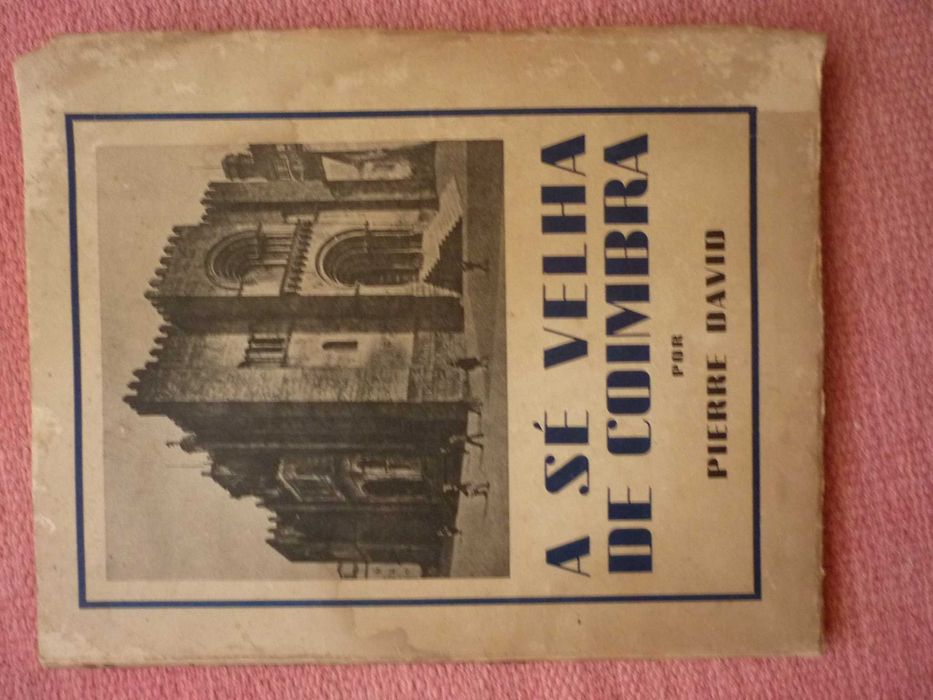 A SÉ VELHA
DE COIMBRA
POR
PIERRE DAVID